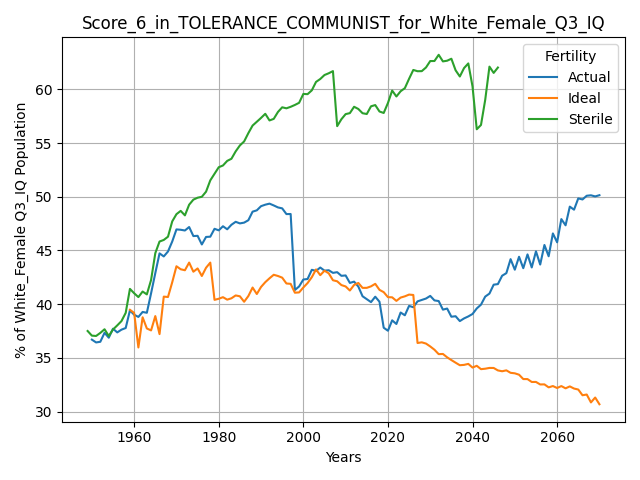 Score_6_in_TOLERANCE_COMMUNIST_for_White_Female_Q3_IQ
Fertility
Actual
Ideal
Sterile
% of White_Female Q3_IQ Population
60
55
50
45
40
35
30
1960 1980 2000 2020 2040 2060
Years